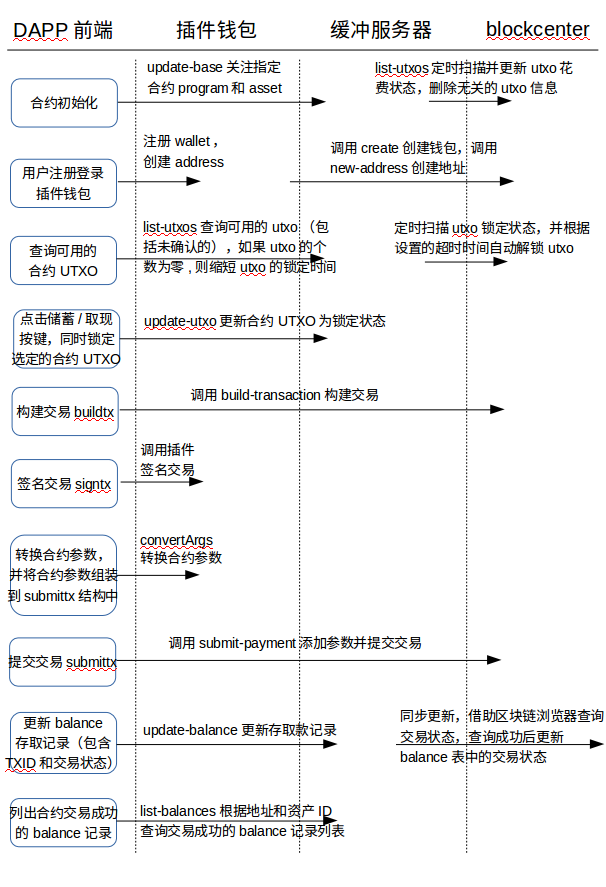 DAPP 前端
插件钱包
缓冲服务器
blockcenter
合约初始化
update-base 关注指定
合约 program 和 asset
list-utxos 定时扫描并更新 utxo 花
费状态，删除无关的 utxo 信息
用户注册登录
插件钱包
注册 wallet ，
创建 address
调用 create 创建钱包，调用
new-address 创建地址
查询可用的
合约 UTXO
list-utxos 查询可用的 utxo （包
括未确认的），如果 utxo 的个
数为零 , 则缩短 utxo 的锁定时间
定时扫描 utxo 锁定状态，并根据
设置的超时时间自动解锁 utxo
点击储蓄 / 取现
按键，同时锁定
选定的合约 UTXO
update-utxo 更新合约 UTXO 为锁定状态
构建交易 buildtx
调用 build-transaction 构建交易
签名交易 signtx
调用插件
签名交易
转换合约参数，
并将合约参数组装
到 submittx 结构中
convertArgs
转换合约参数
提交交易 submittx
调用 submit-payment 添加参数并提交交易
更新 balance
存取记录（包含
TXID 和交易状态）
update-balance 更新存取款记录
同步更新，借助区块链浏览器查询
交易状态，查询成功后更新
balance 表中的交易状态
列出合约交易成功
的 balance 记录
list-balances 根据地址和资产 ID
查询交易成功的 balance 记录列表